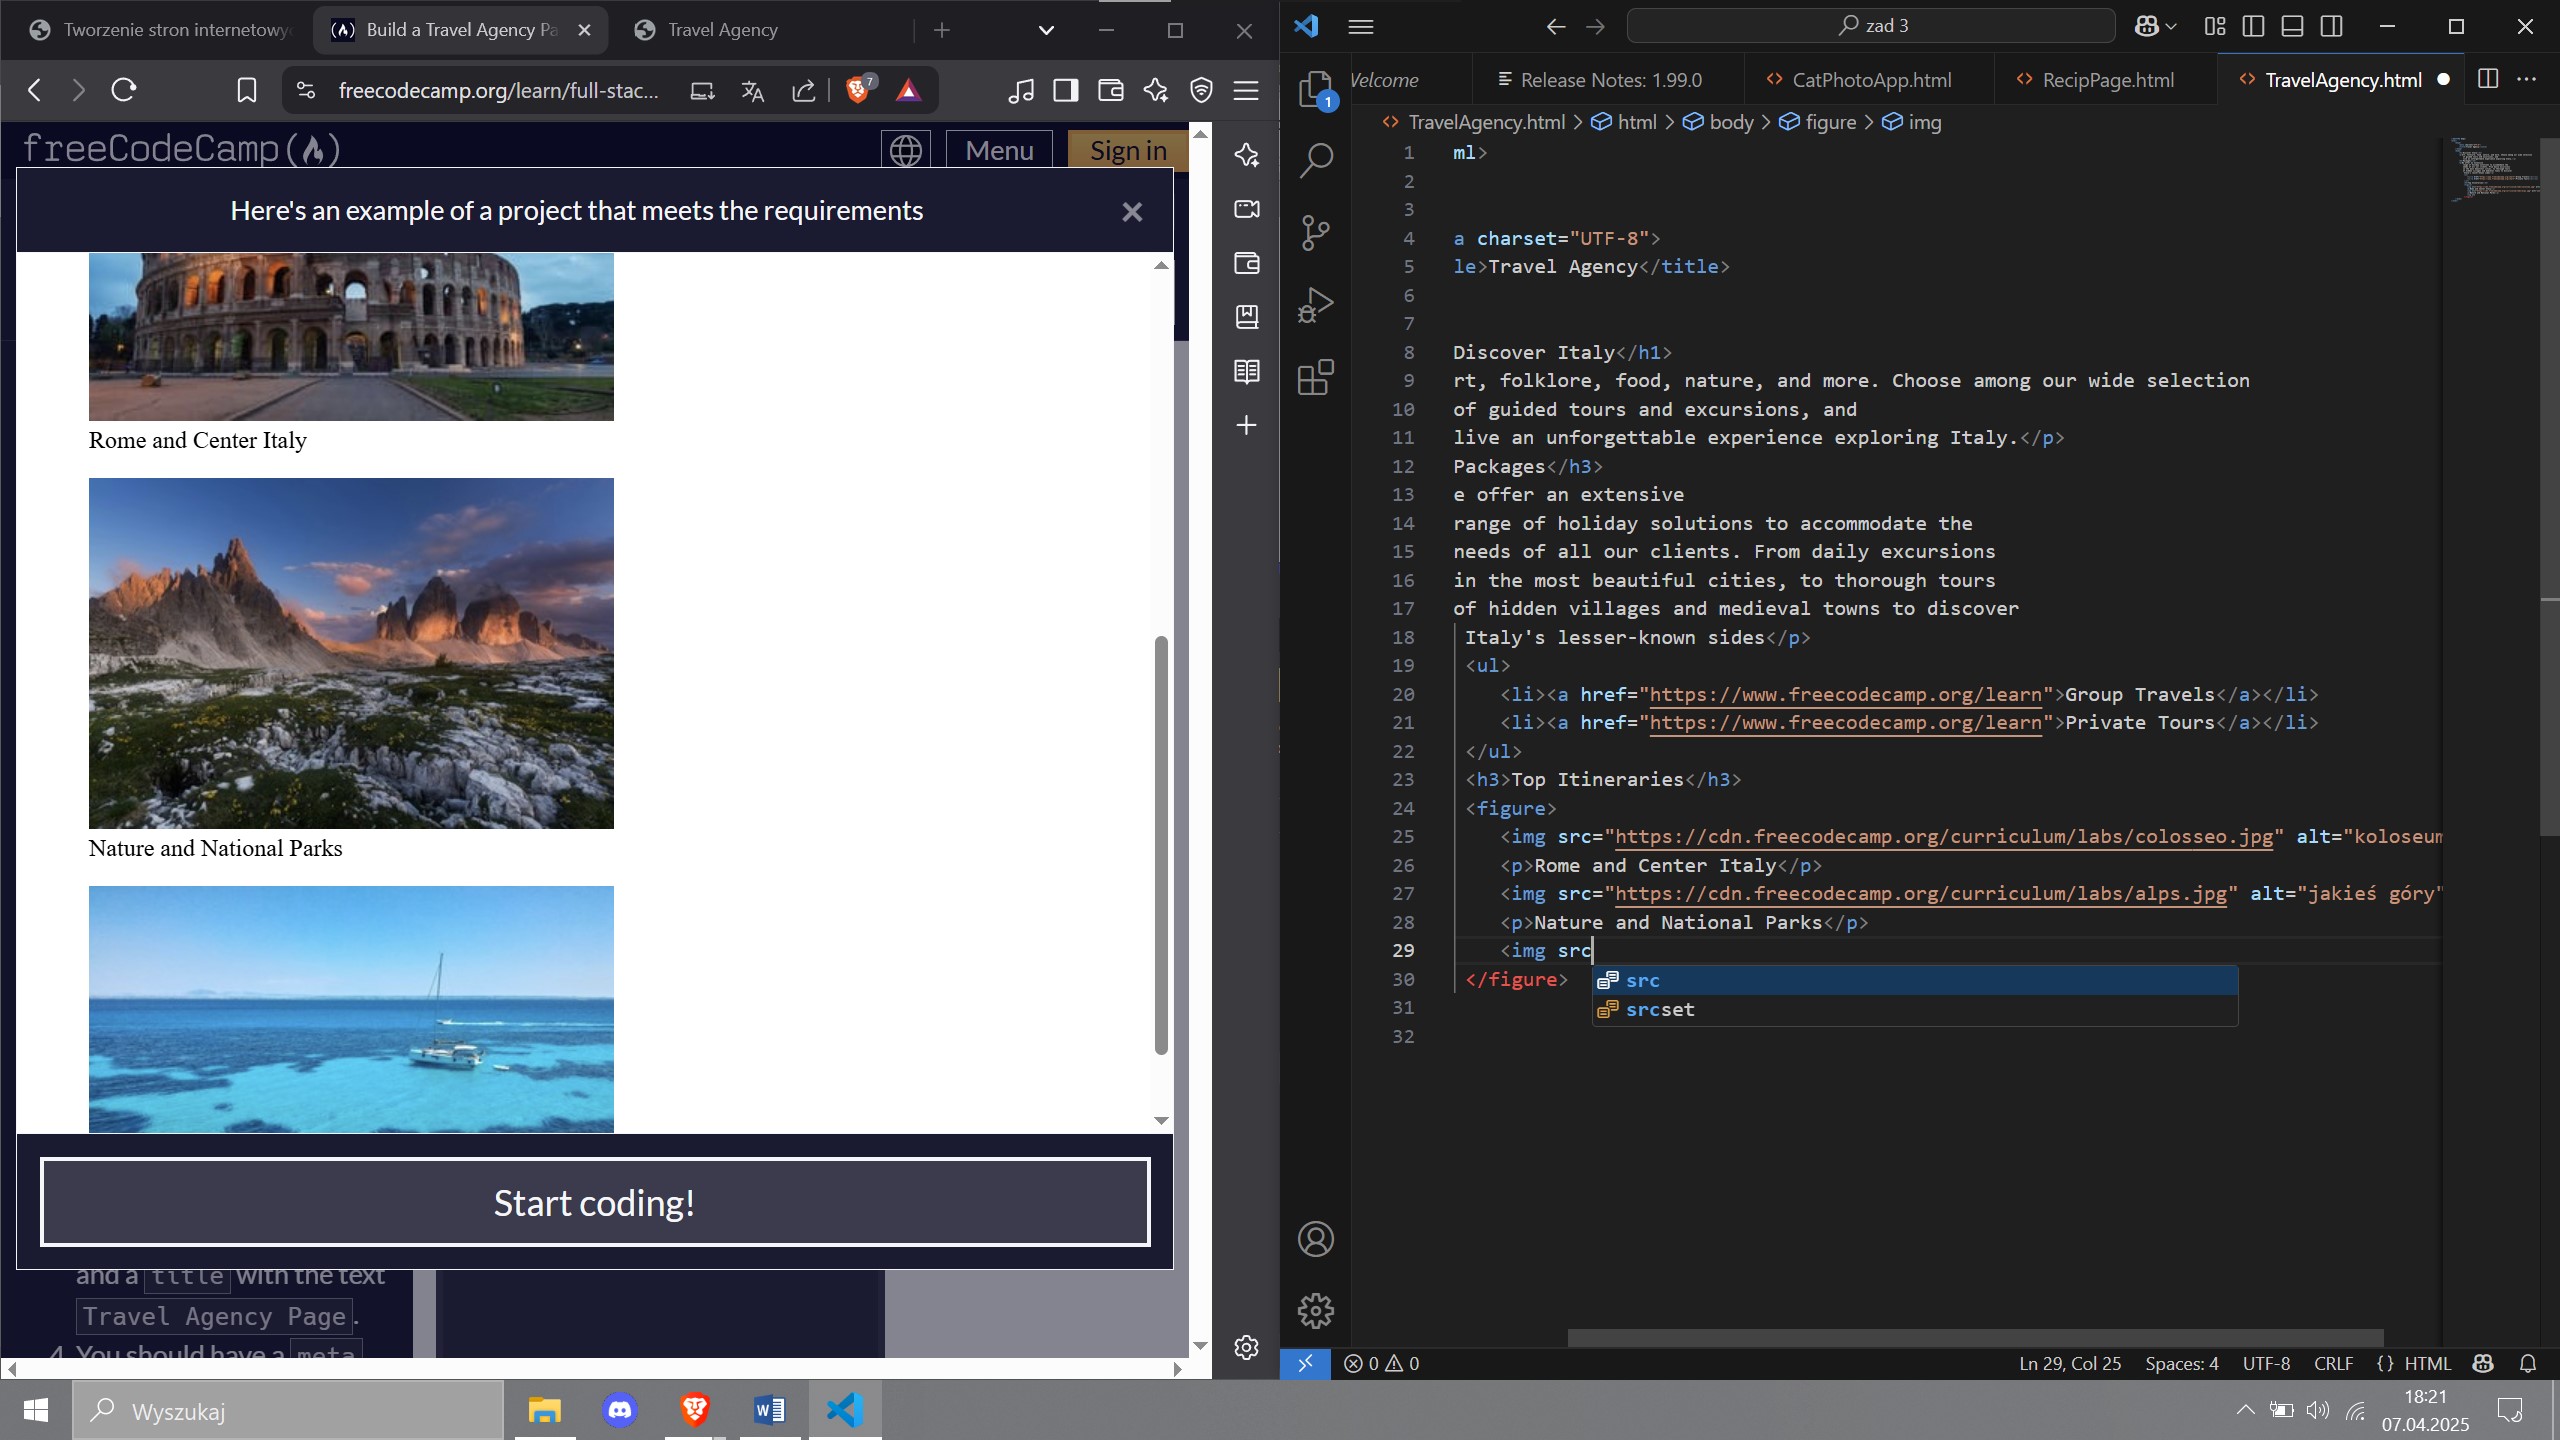 Tworzenie stron internetowy
Build a Travel Agency Pa
Travel Agency
freecodecamp.org/learn/full-stac...
7
freeCodeCamp
Menu
Sign in
Here's an example of a project that meets the requirements
Rome and Center Italy
Nature and National Parks
Start coding!
and a title with the text
Travel Agency Page.
4. You should have a meta
zad 3
1
Welcome
Release Notes: 1.99.0
CatPhotoApp.html
RecipPage.html
TravelAgency.html
TravelAgency.html > html > body > figure > img
1 ml>
2
3
4 a charset="UTF-8">
5 le>Travel Agency</title>
6
7
8 Discover Italy</h1>
9 rt, folklore, food, nature, and more. Choose among our wide selection
10 of guided tours and excursions, and
11 live an unforgettable experience exploring Italy.</p>
12 Packages</h3>
13 e offer an extensive
14 range of holiday solutions to accommodate the
15 needs of all our clients. From daily excursions
16 in the most beautiful cities, to thorough tours
17 of hidden villages and medieval towns to discover
18 Italy's lesser-known sides</p>
19 <ul>
20 <li><a href="https://www.freecodecamp.org/learn">Group Travels</a></li>
21 <li><a href="https://www.freecodecamp.org/learn">Private Tours</a></li>
22 </ul>
23 <h3>Top Itineraries</h3>
24 <figure>
25 <img src="https://cdn.freecodecamp.org/curriculum/labs/colosseo.jpg" alt="koloseum
26 <p>Rome and Center Italy</p>
27 <img src="https://cdn.freecodecamp.org/curriculum/labs/alps.jpg" alt="jakieś góry"
28 <p>Nature and National Parks</p>
29 <img src
30 </figure>
31
32
src
srcset
0 0
Ln 29, Col 25
Spaces: 4
UTF-8
CRLF
{} HTML
Wyszukaj
18:21
07.04.2025